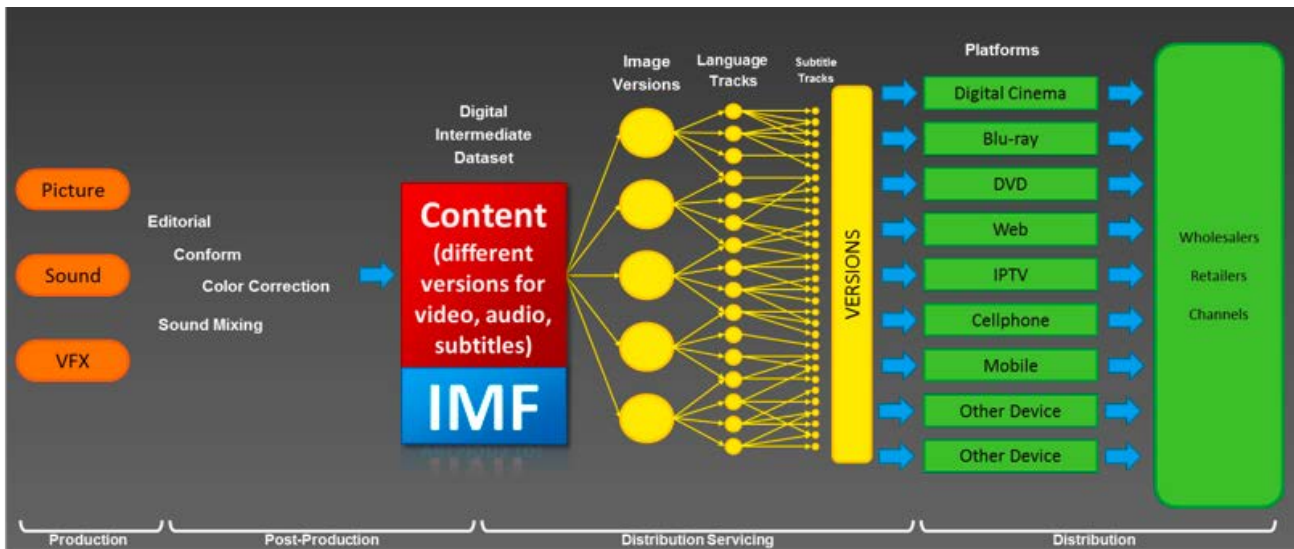 Picture
Sound
VFX
Editorial
Conform
Color Correction
Sound Mixing
Digital
Intermediate
Dataset
Content
(different
versions for
video, audio,
subtitles)
IMF
Image
Versions
Language
Tracks
Subtitle
Tracks
VERSIONS
Platforms
Digital Cinema
Blu-ray
DVD
Web
IPTV
Cellphone
Mobile
Other Device
Other Device
Wholesalers
Retailers
Channels
Production
Post-Production
Distribution Servicing
Distribution